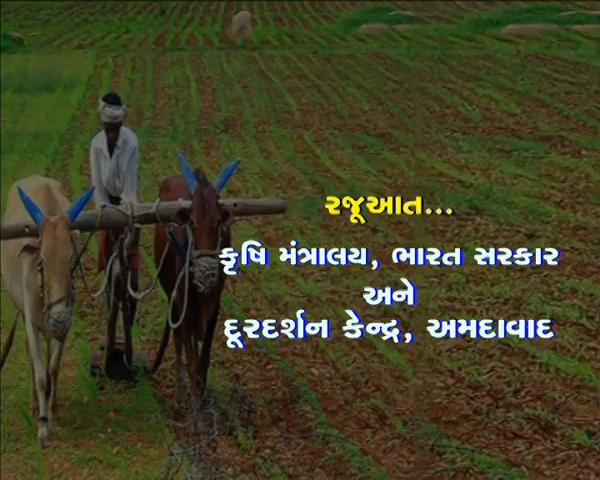 રજૂઆત...
કૃષિ મંત્રાલય, ભારત સરકાર
અને
દૂરદર્શન કેન્દ્ર, અમદાવાદ